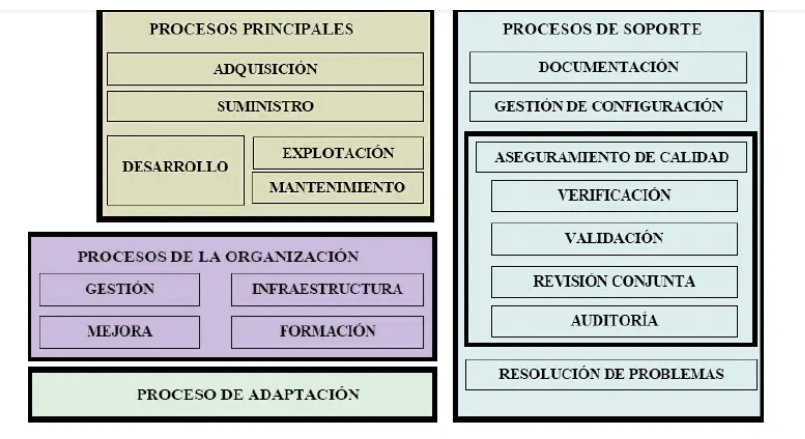 PROCESOS PRINCIPALES
ADQUISICIÓN
SUMINISTRO
DESARROLLO
EXPLOTACIÓN
MANTENIMIENTO
PROCESOS DE LA ORGANIZACIÓN
GESTIÓN
INFRAESTRUCTURA
MEJORA
FORMACIÓN
PROCESO DE ADAPTACIÓN
PROCESOS DE SOPORTE
DOCUMENTACIÓN
GESTIÓN DE CONFIGURACIÓN
ASEGURAMIENTO DE CALIDAD
VERIFICACIÓN
VALIDACIÓN
REVISIÓN CONJUNTA
AUDITORÍA
RESOLUCIÓN DE PROBLEMAS